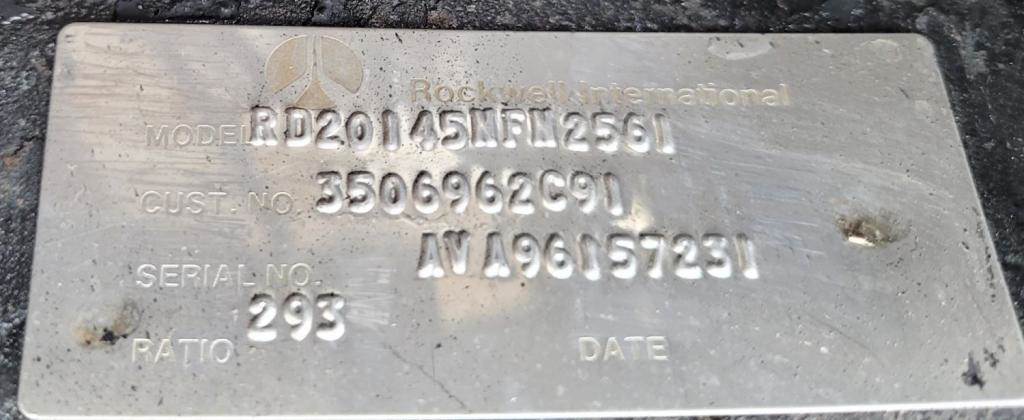 Rockwell International
MODEL RD20145NFN2561
CUST. NO. 3506962C91
SERIAL NO. AVA96157231
RATIO 293 DATE